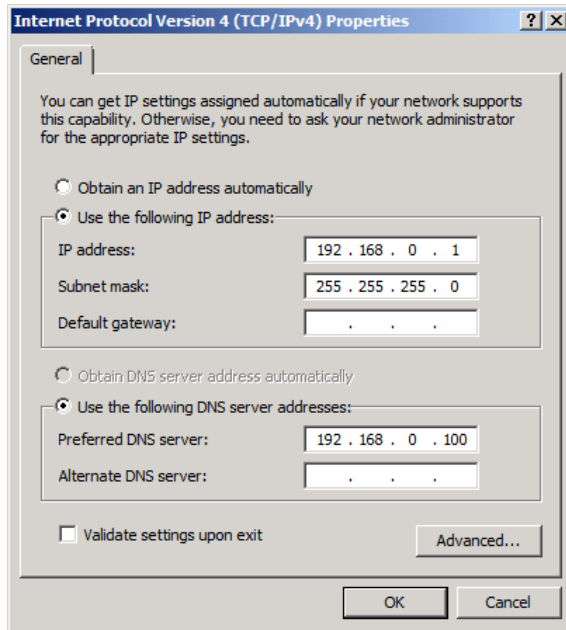 Internet Protocol Version 4 (TCP/IPv4) Properties
General
You can get IP settings assigned automatically if your network supports
this capability. Otherwise, you need to ask your network administrator
for the appropriate IP settings.
Obtain an IP address automatically
Use the following IP address:
IP address: 192 . 168 . 0 . 1
Subnet mask: 255 . 255 . 255 . 0
Default gateway: . . .
Obtain DNS server address automatically
Use the following DNS server addresses:
Preferred DNS server: 192 . 168 . 0 . 100
Alternate DNS server: . . .
Validate settings upon exit
Advanced...
OK Cancel